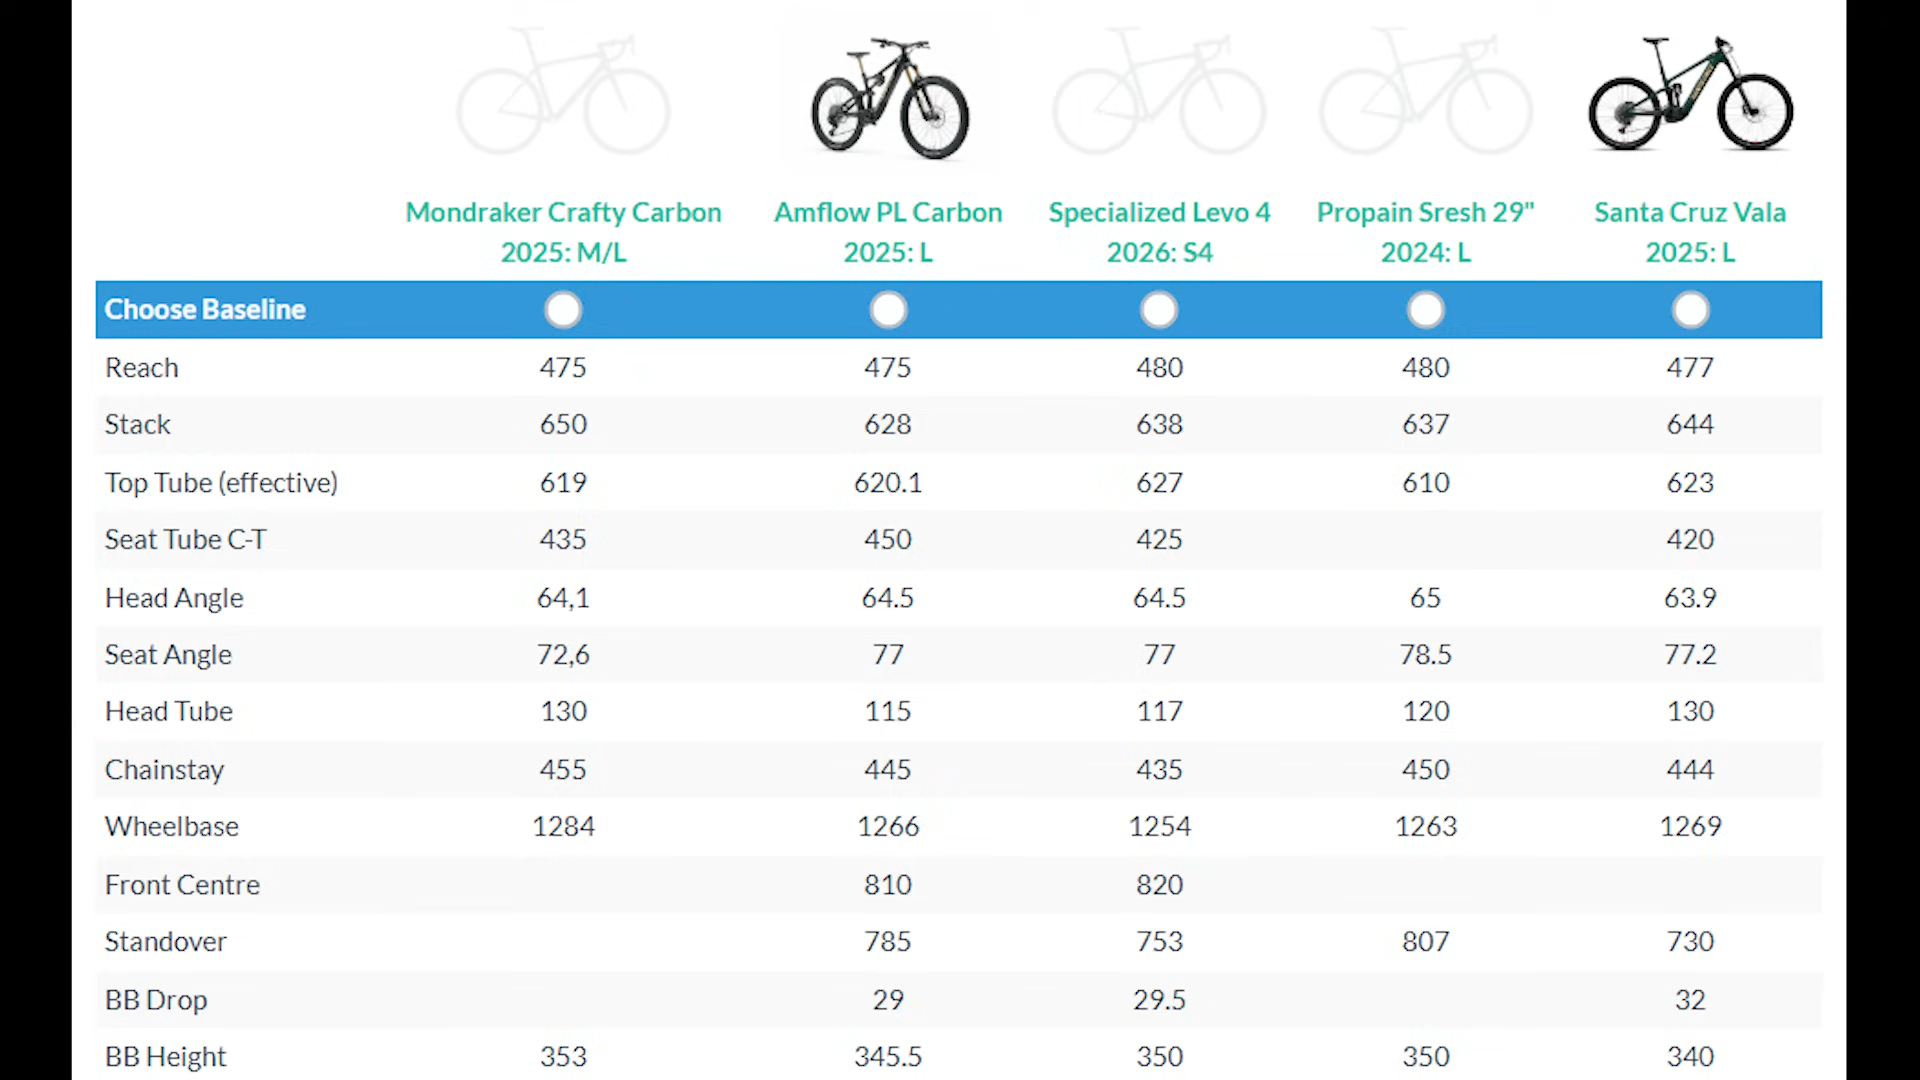 Mondraker Crafty Carbon 2025: M/L
Amflow PL Carbon 2025: L
Specialized Levo 4 2026: S4
Propain Sresh 29" 2024: L
Santa Cruz Vala 2025: L
Choose Baseline
Reach 475 475 480 480 477
Stack 650 628 638 637 644
Top Tube (effective) 619 620.1 627 610 623
Seat Tube C-T 435 450 425 420
Head Angle 64,1 64.5 64.5 65 63.9
Seat Angle 72,6 77 77 78.5 77.2
Head Tube 130 115 117 120 130
Chainstay 455 445 435 450 444
Wheelbase 1284 1266 1254 1263 1269
Front Centre 810 820
Standover 785 753 807 730
BB Drop 29 29.5 32
BB Height 353 345.5 350 350 340